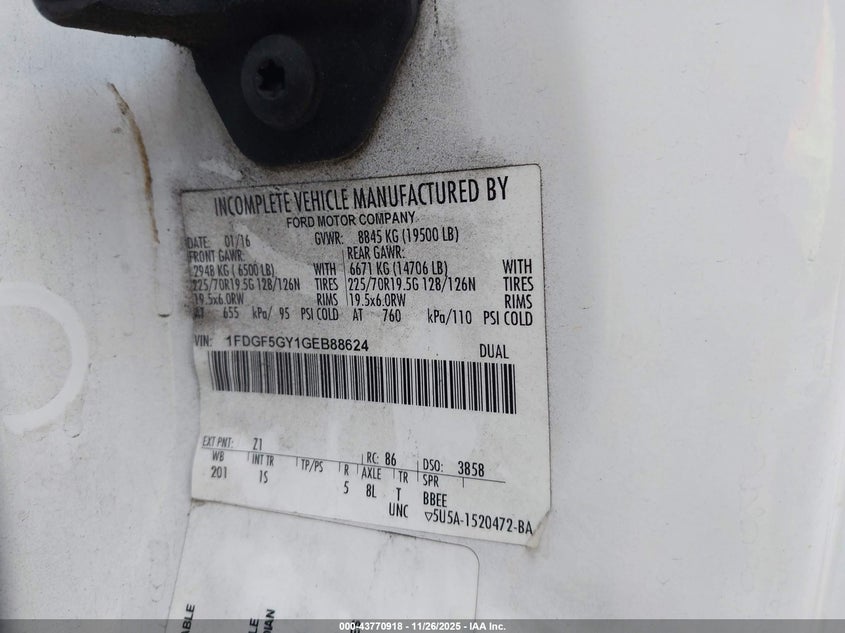 INCOMPLETE VEHICLE MANUFACTURED BY
FORD MOTOR COMPANY
DATE: 01/16 GVWR: 8845 KG (19500 LB)
FRONT GAWR: REAR GAWR:
2948 KG ( 6500 LB) WITH 6671 KG (14706 LB) WITH
225/70R19.5G 128/126N TIRES 225/70R19.5G 128/126N TIRES
19.5x6.0RW RIMS 19.5x6.0RW RIMS
AT 655 kPa/ 95 PSI COLD AT 760 kPa/110 PSI COLD
VIN: 1FDGF5GY1GEB88624 DUAL
EXT PNT: Z1 RC: 86 DSO: 3858
WB INT TR TP/PS R AXLE TR SPR
201 1S 5 8L T BBEE
UNC ▽5U5A-1520472-BA
ABLE
LE
DIAN
000-43770918 - 11/26/2025 - IAA Inc.